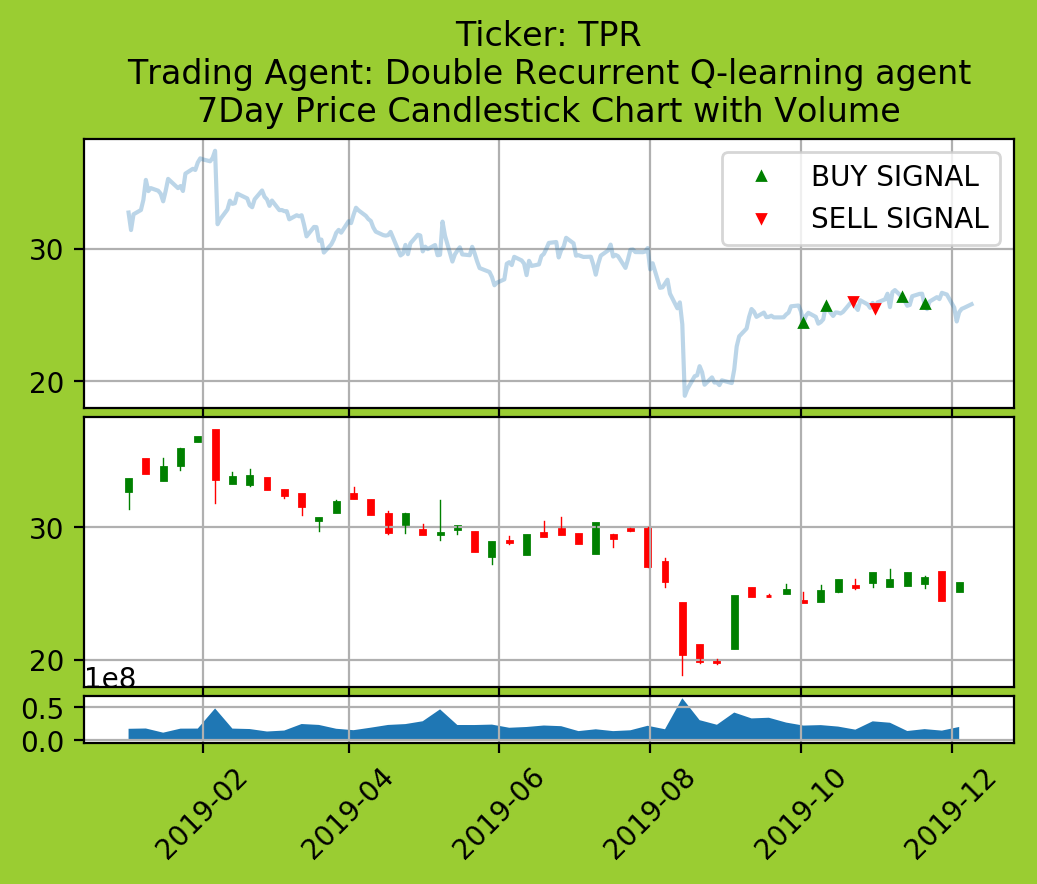 Ticker: TPR
Trading Agent: Double Recurrent Q-learning agent
7Day Price Candlestick Chart with Volume
BUY SIGNAL
SELL SIGNAL
30
20
30
20
1e8
0.5
0.0
2019-02
2019-04
2019-06
2019-08
2019-10
2019-12